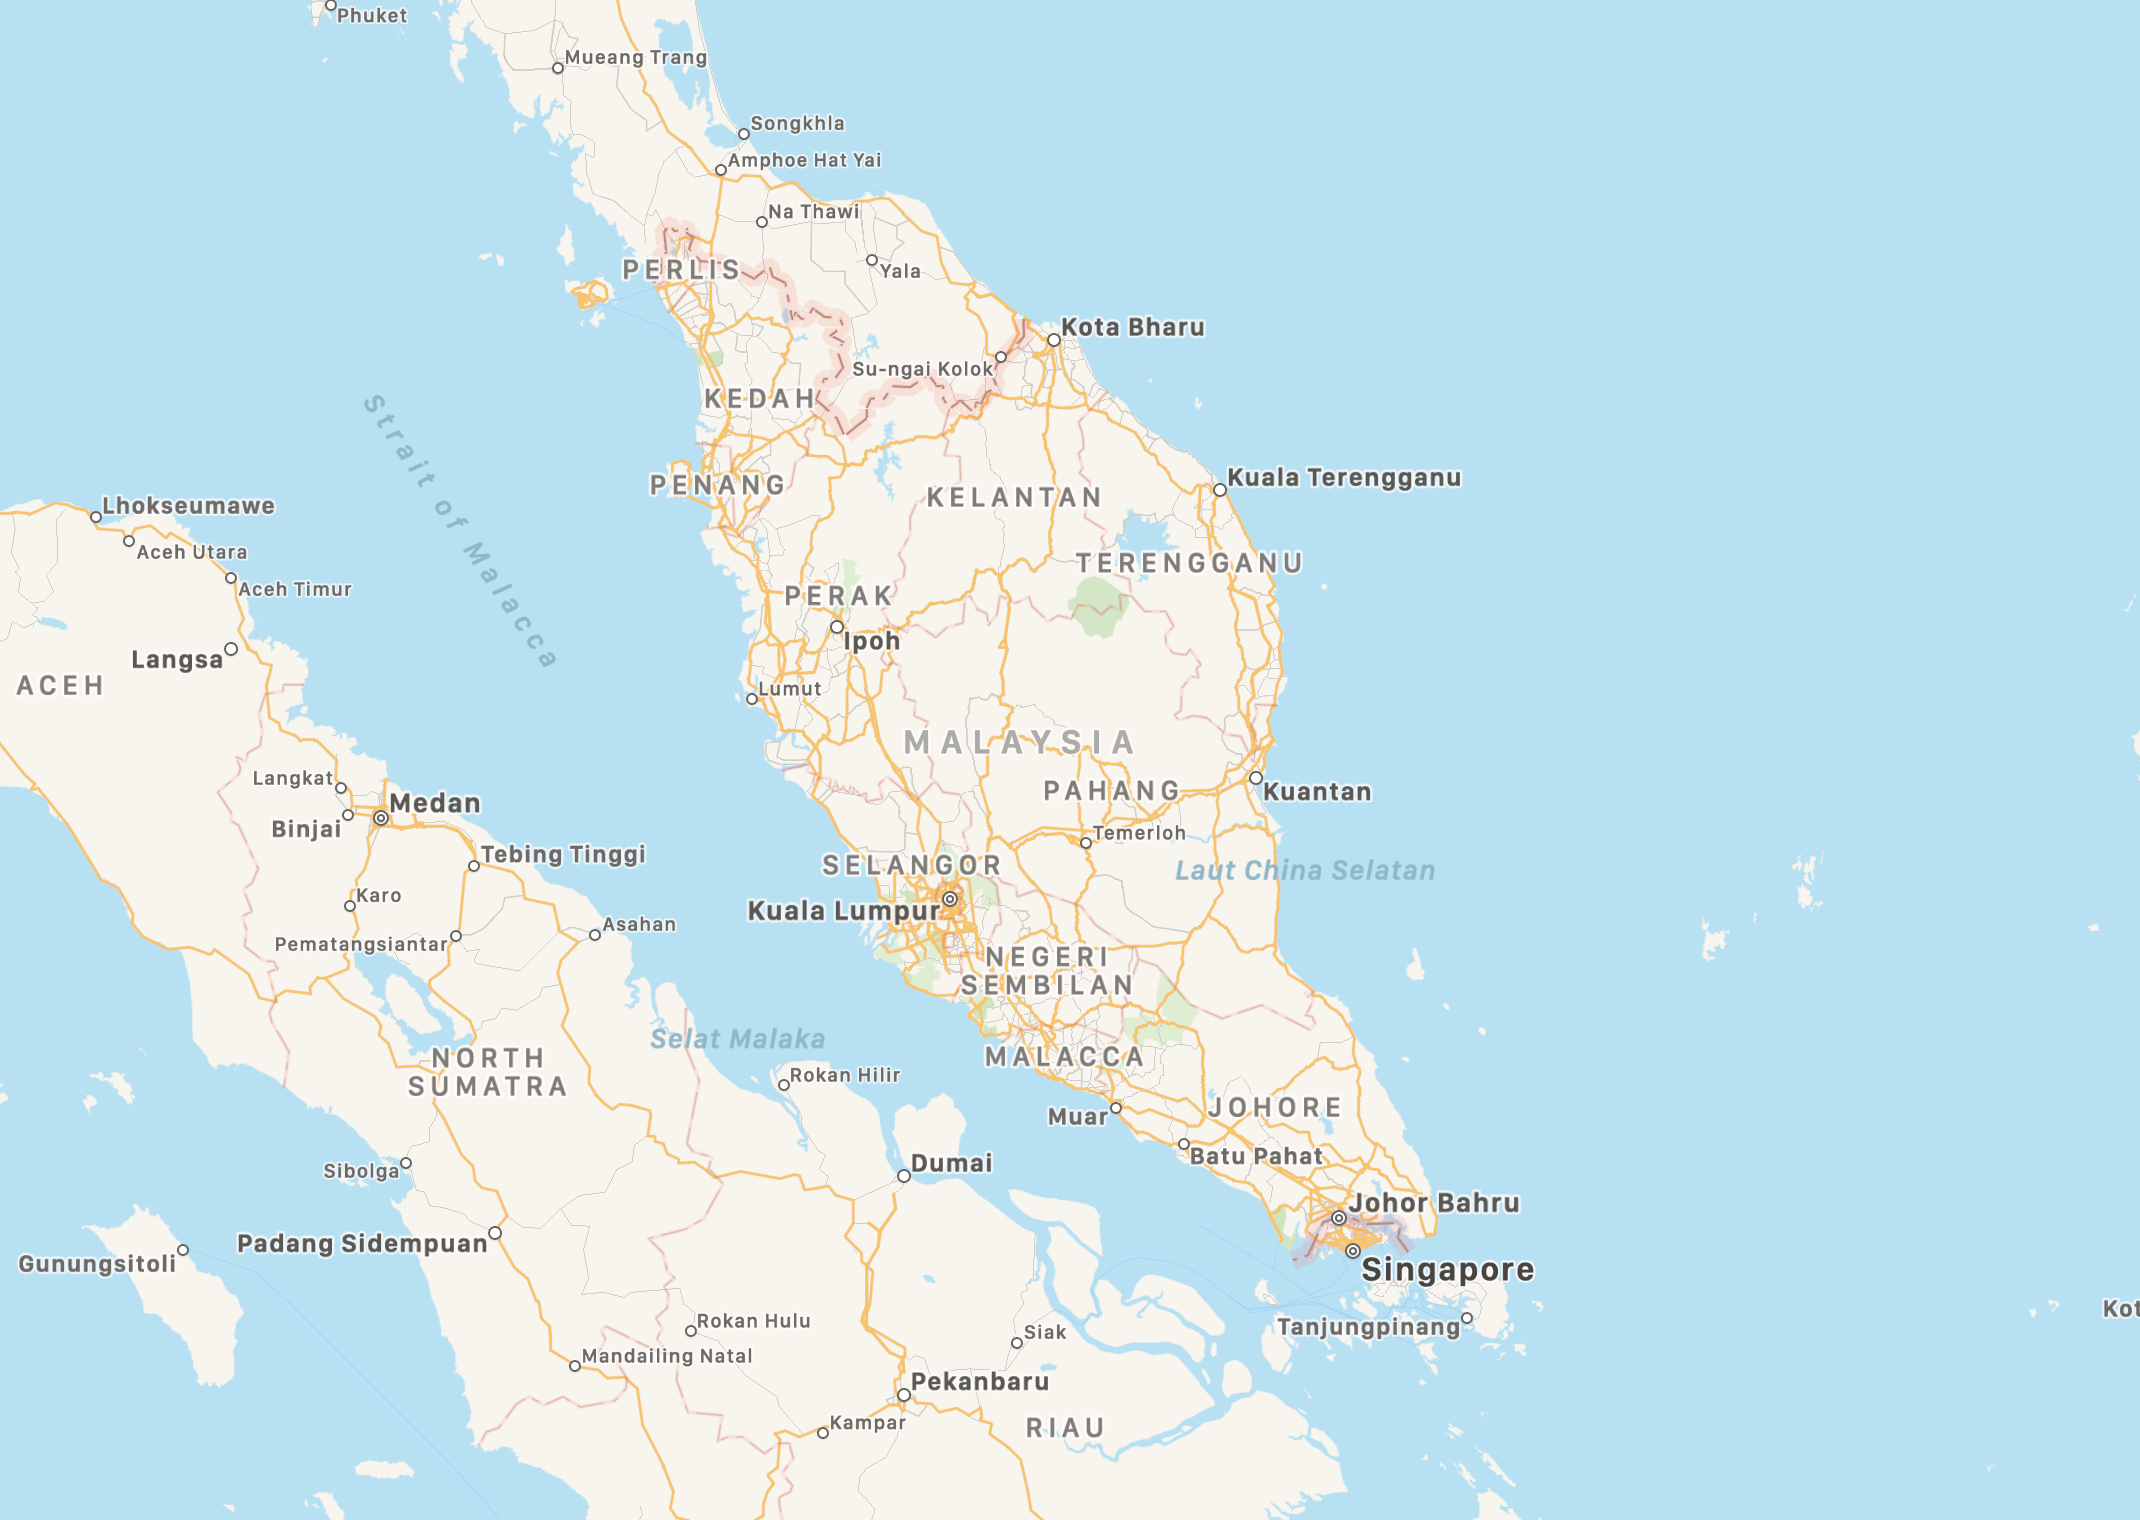 Phuket
Mueang Trang
Songkhla
Amphoe Hat Yai
Na Thawi
PERLIS
Yala
Kota Bharu
Su-ngai Kolok
KEDAH
Strait of Malacca
Kuala Terengganu
PENANG
KELANTAN
Lhokseumawe
Aceh Utara
TERENGGANU
Aceh Timur
PERAK
Ipoh
Langsa
ACEH
Lumut
MALAYSIA
Langkat
PAHANG
Kuantan
Medan
Binjai
Temerloh
Tebing Tinggi
SELANGOR
Laut China Selatan
Karo
Kuala Lumpur
Asahan
Pematangsiantar
NEGERI
SEMBILAN
Selat Malaka
NORTH
SUMATRA
MALACCA
Rokan Hilir
JOHORE
Muar
Batu Pahat
Dumai
Sibolga
Johor Bahru
Padang Sidempuan
Gunungsitoli
Singapore
Kot
Rokan Hulu
Tanjungpinang
Siak
Mandailing Natal
Pekanbaru
Kampar
RIAU